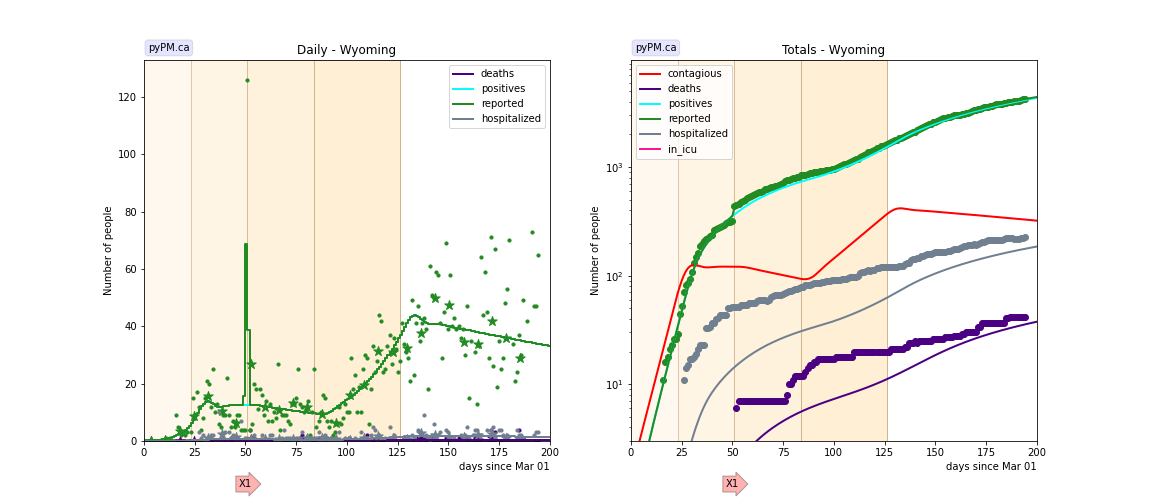 pyPM.ca
Daily - Wyoming
Number of people
120
100
80
60
40
20
0
deaths
positives
reported
hospitalized
0 25 50 75 100 125 150 175 200
days since Mar 01
X1
pyPM.ca
Totals - Wyoming
Number of people
10³
10²
10¹
contagious
deaths
positives
reported
hospitalized
in_icu
0 25 50 75 100 125 150 175 200
days since Mar 01
X1